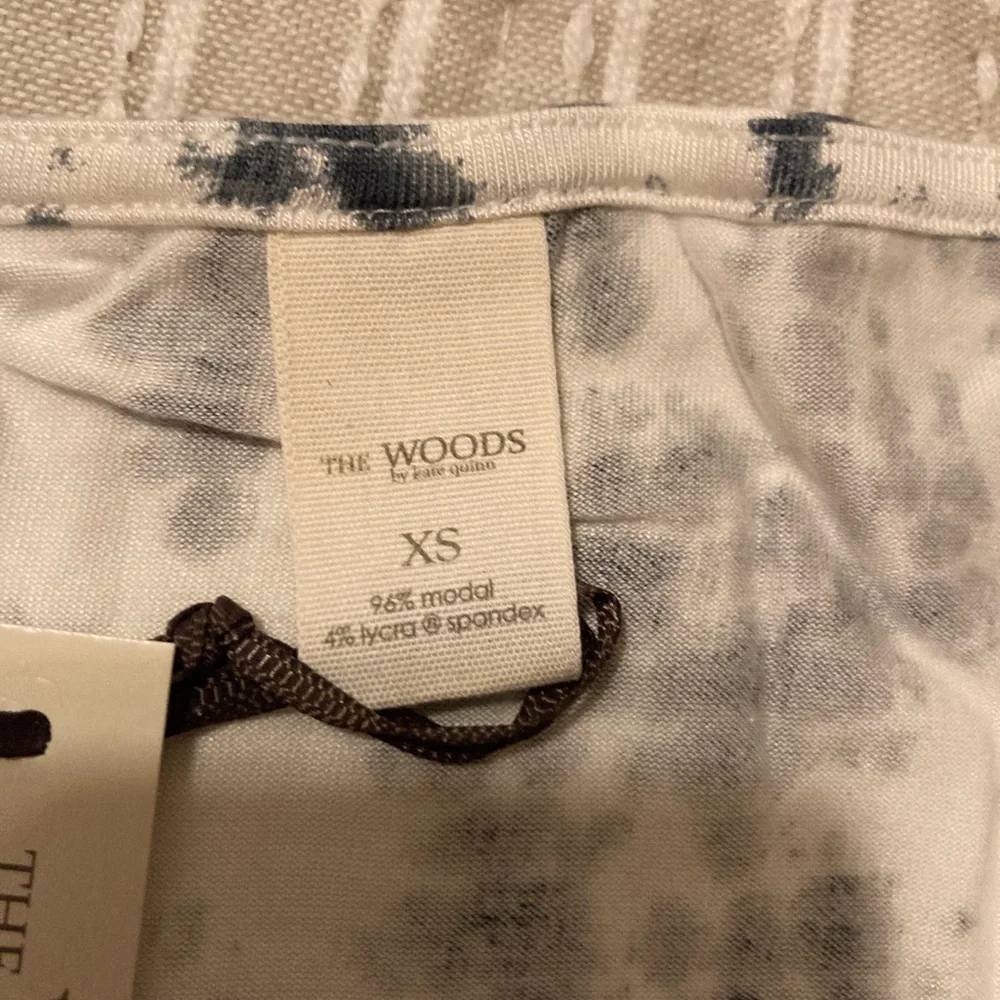 THE WOODS
by kate quinn
XS
96% modal
4% lycra ® spandex
THE